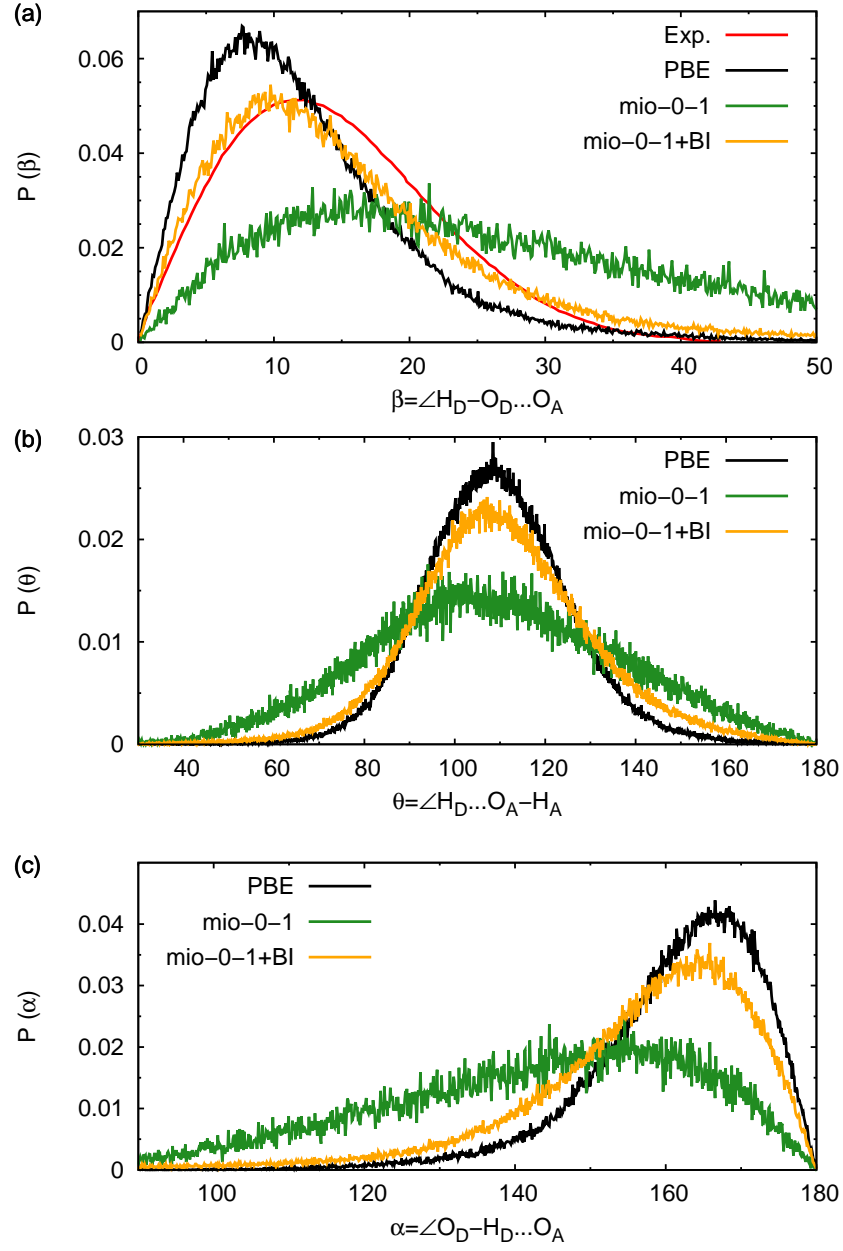 (a)
Exp.
PBE
mio−0−1
mio−0−1+BI
P (β)
0
0.02
0.04
0.06
0 10 20 30 40 50
β=∠H_D−O_D...O_A
(b)
PBE
mio−0−1
mio−0−1+BI
P (θ)
0
0.01
0.02
0.03
40 60 80 100 120 140 160 180
θ=∠H_D...O_A−H_A
(c)
PBE
mio−0−1
mio−0−1+BI
P (α)
0
0.01
0.02
0.03
0.04
100 120 140 160 180
α=∠O_D−H_D...O_A